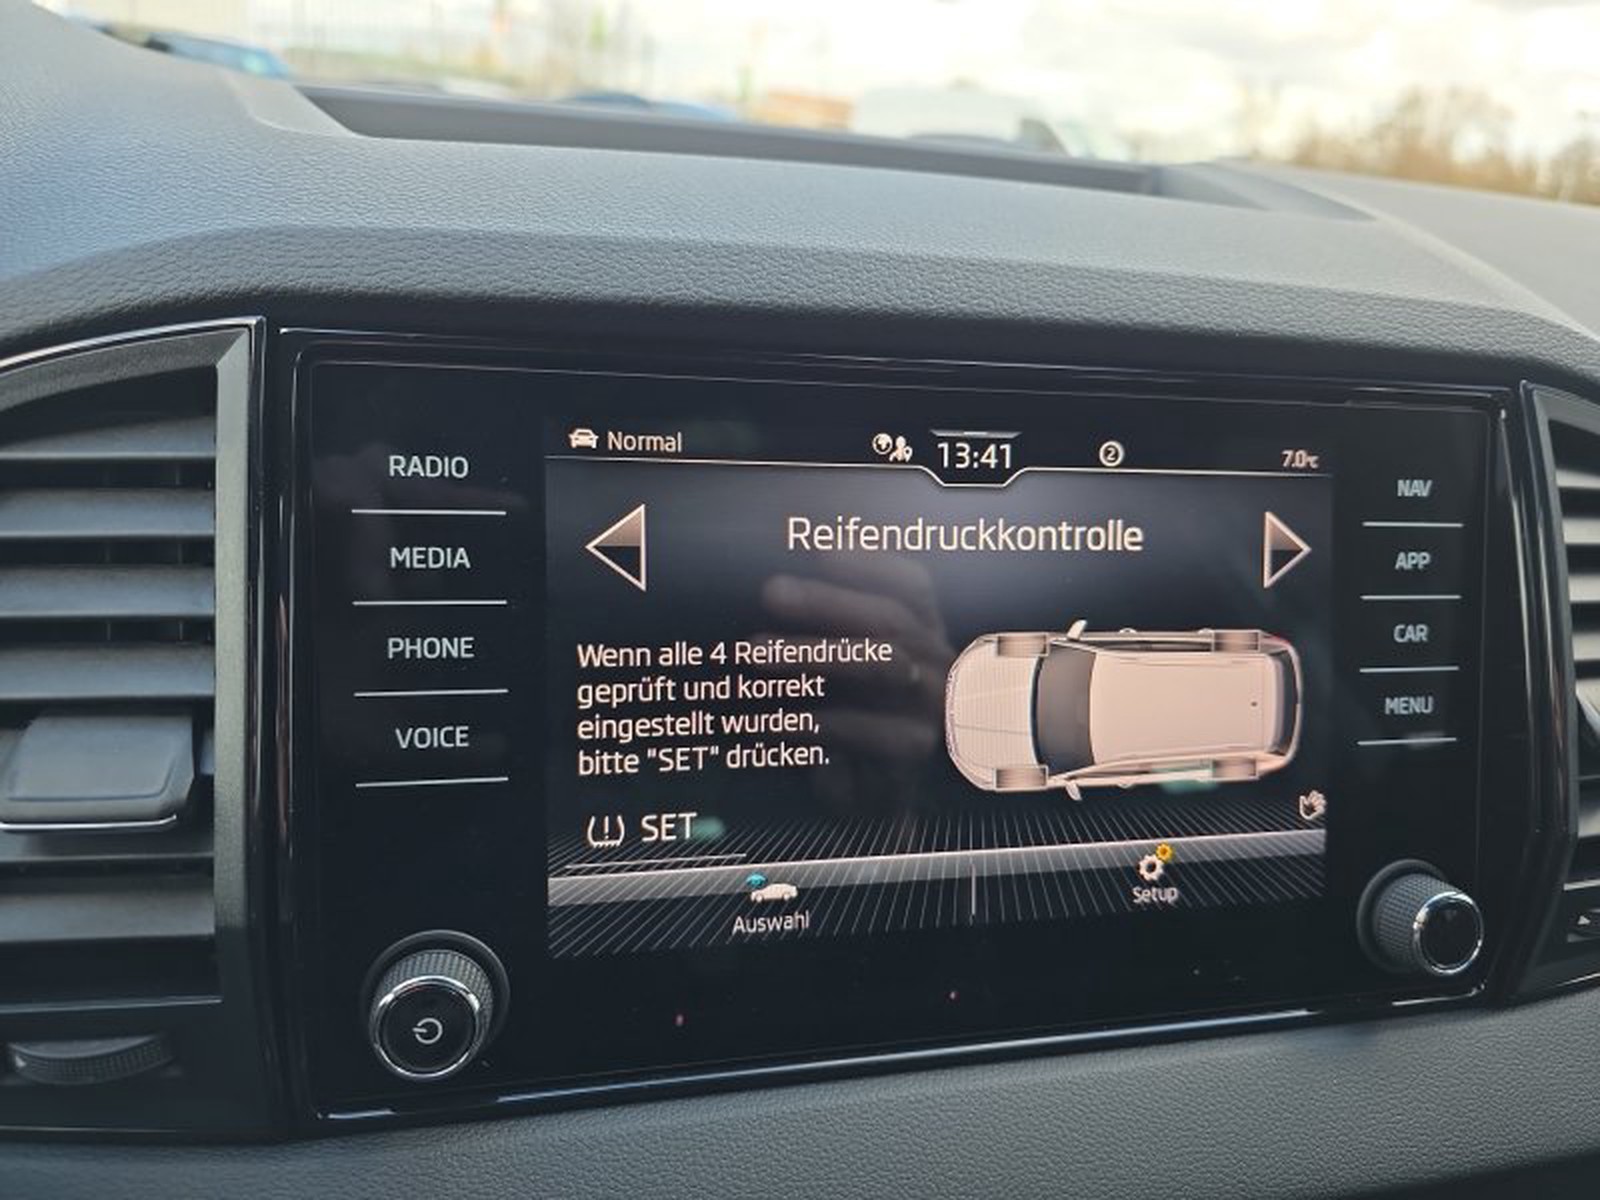 Normal
13:41
2
7.0°C
RADIO
MEDIA
PHONE
VOICE
Reifendruckkontrolle
Wenn alle 4 Reifendrücke
geprüft und korrekt
eingestellt wurden,
bitte "SET" drücken.
(!) SET
Auswahl
Setup
NAV
APP
CAR
MENU